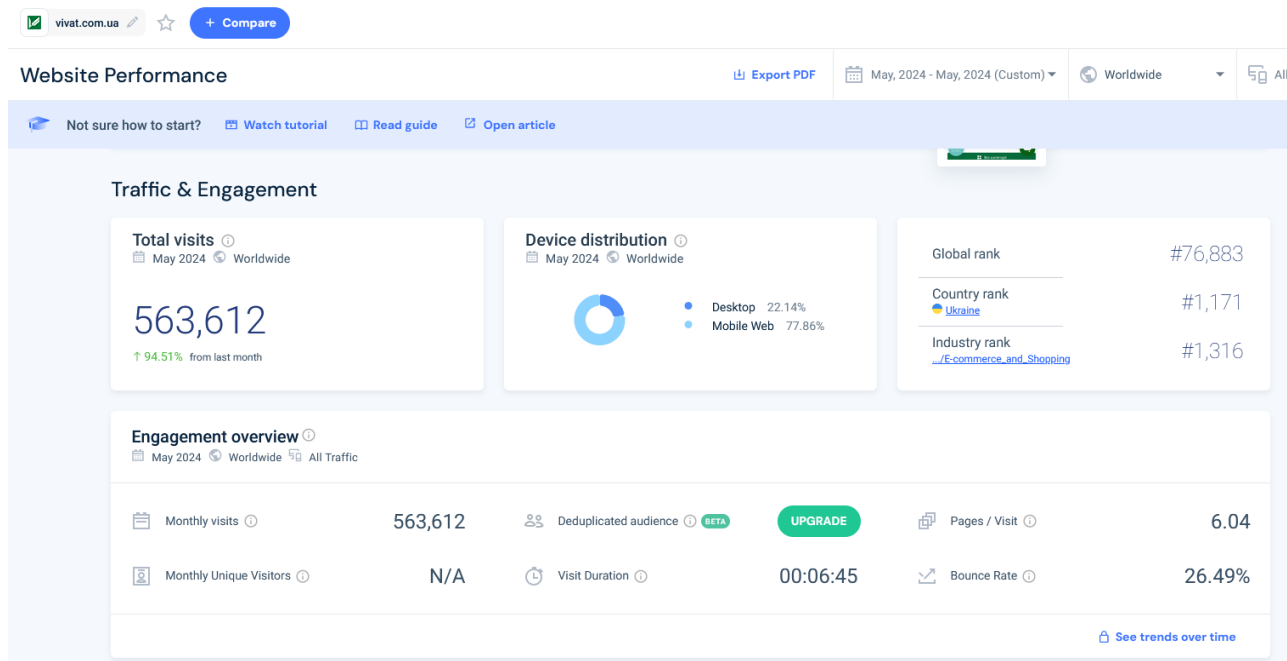 vivat.com.ua
+ Compare
Website Performance
Export PDF
May, 2024 - May, 2024 (Custom)
Worldwide
All
Not sure how to start?
Watch tutorial
Read guide
Open article
Traffic & Engagement
Total visits
May 2024 Worldwide
563,612
↑ 94.51% from last month
Device distribution
May 2024 Worldwide
Desktop 22.14%
Mobile Web 77.86%
Global rank #76,883
Country rank #1,171
Ukraine
Industry rank #1,316
.../E-commerce_and_Shopping
Engagement overview
May 2024 Worldwide All Traffic
Monthly visits 563,612
Deduplicated audience BETA UPGRADE
Pages / Visit 6.04
Monthly Unique Visitors N/A
Visit Duration 00:06:45
Bounce Rate 26.49%
See trends over time